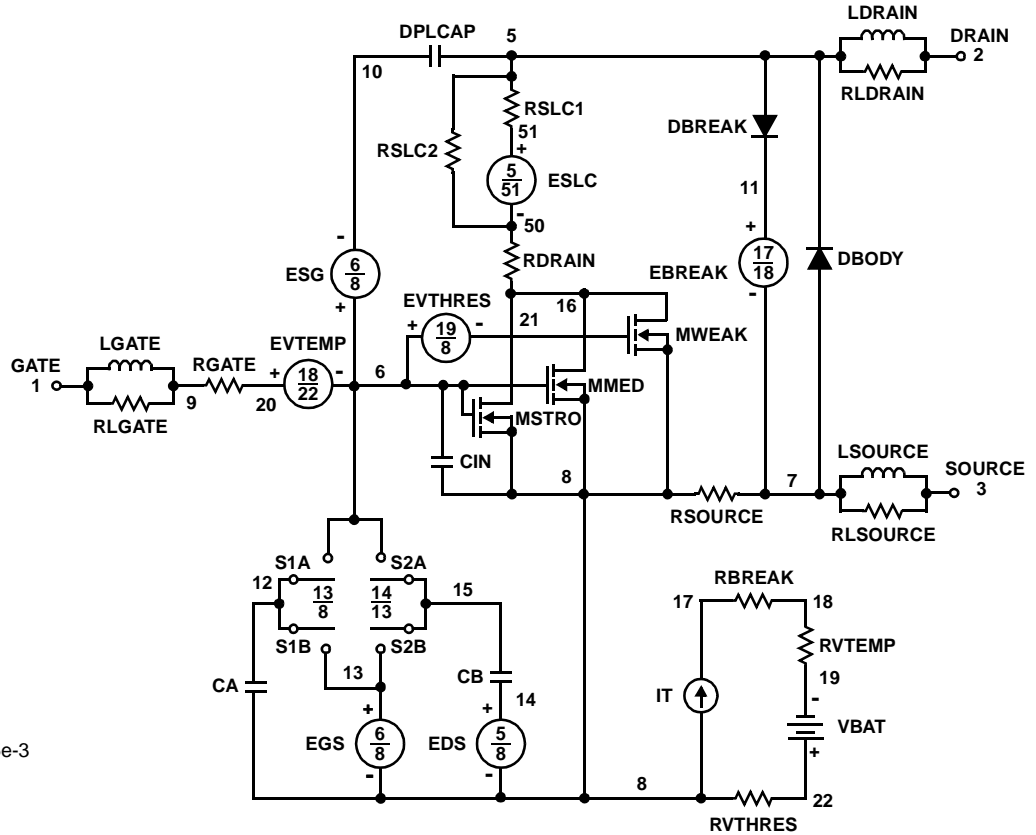 LDRAIN
DPLCAP
5
DRAIN
2
10
RLDRAIN
RSLC1
51
DBREAK
RSLC2
+
5
51
ESLC
-
50
11
-
+
RDRAIN
17
18
DBODY
ESG
6
8
EBREAK
-
+
EVTHRES
16
21
+
19
8
-
MWEAK
LGATE
EVTEMP
GATE
1
RGATE
+
18
22
-
6
MMED
9
20
MSTRO
RLGATE
LSOURCE
CIN
8
7
SOURCE
3
RSOURCE
RLSOURCE
S1A
S2A
12
13
8
14
13
15
RBREAK
17
18
S1B
S2B
RVTEMP
13
CB
19
CA
14
IT
-
+
+
VBAT
EGS
6
8
EDS
5
8
+
e-3
-
-
8
22
RVTHRES